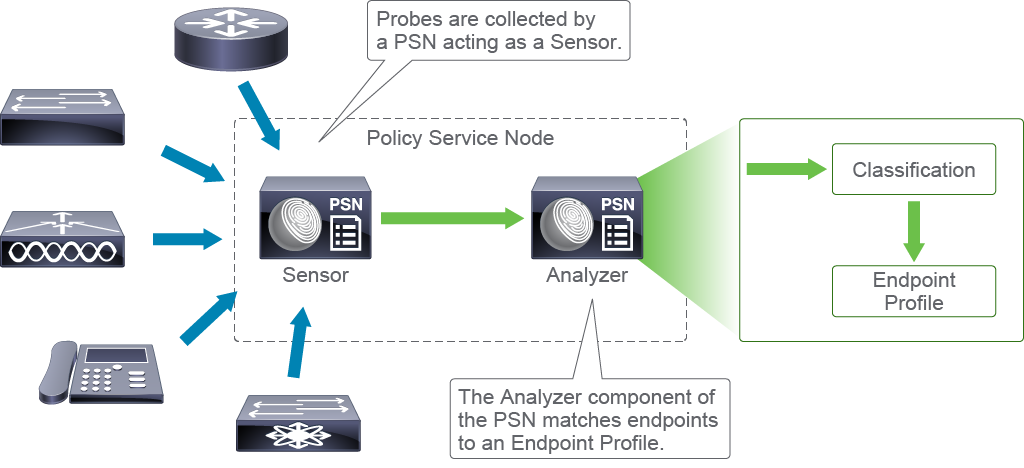 Probes are collected by
a PSN acting as a Sensor.
Policy Service Node
PSN
Sensor
PSN
Analyzer
Classification
Endpoint
Profile
The Analyzer component of
the PSN matches endpoints
to an Endpoint Profile.